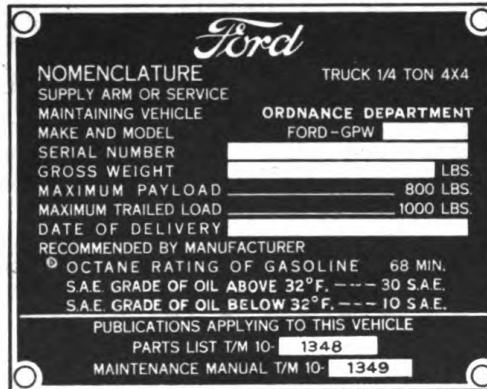 Ford
NOMENCLATURE TRUCK 1/4 TON 4X4
SUPPLY ARM OR SERVICE
MAINTAINING VEHICLE ORDNANCE DEPARTMENT
MAKE AND MODEL FORD-GPW
SERIAL NUMBER
GROSS WEIGHT LBS.
MAXIMUM PAYLOAD 800 LBS.
MAXIMUM TRAILED LOAD 1000 LBS.
DATE OF DELIVERY
RECOMMENDED BY MANUFACTURER
OCTANE RATING OF GASOLINE 68 MIN.
S.A.E. GRADE OF OIL ABOVE 32°F. --- 30 S.A.E.
S.A.E. GRADE OF OIL BELOW 32°F. --- 10 S.A.E.
PUBLICATIONS APPLYING TO THIS VEHICLE
PARTS LIST T/M 10- 1348
MAINTENANCE MANUAL T/M 10- 1349